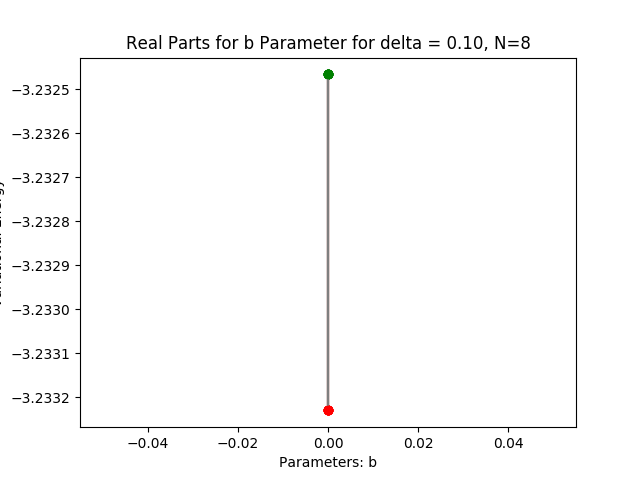 Real Parts for b Parameter for delta = 0.10, N=8
−3.2325
−3.2326
−3.2327
−3.2328
−3.2329
−3.2330
−3.2331
−3.2332
−0.04 −0.02 0.00 0.02 0.04
Parameters: b